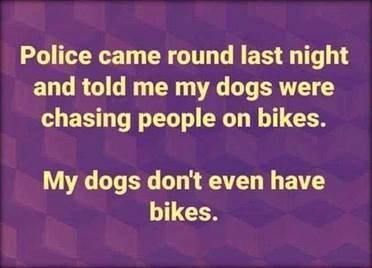 Police came round last night
and told me my dogs were
chasing people on bikes.
My dogs don't even have
bikes.